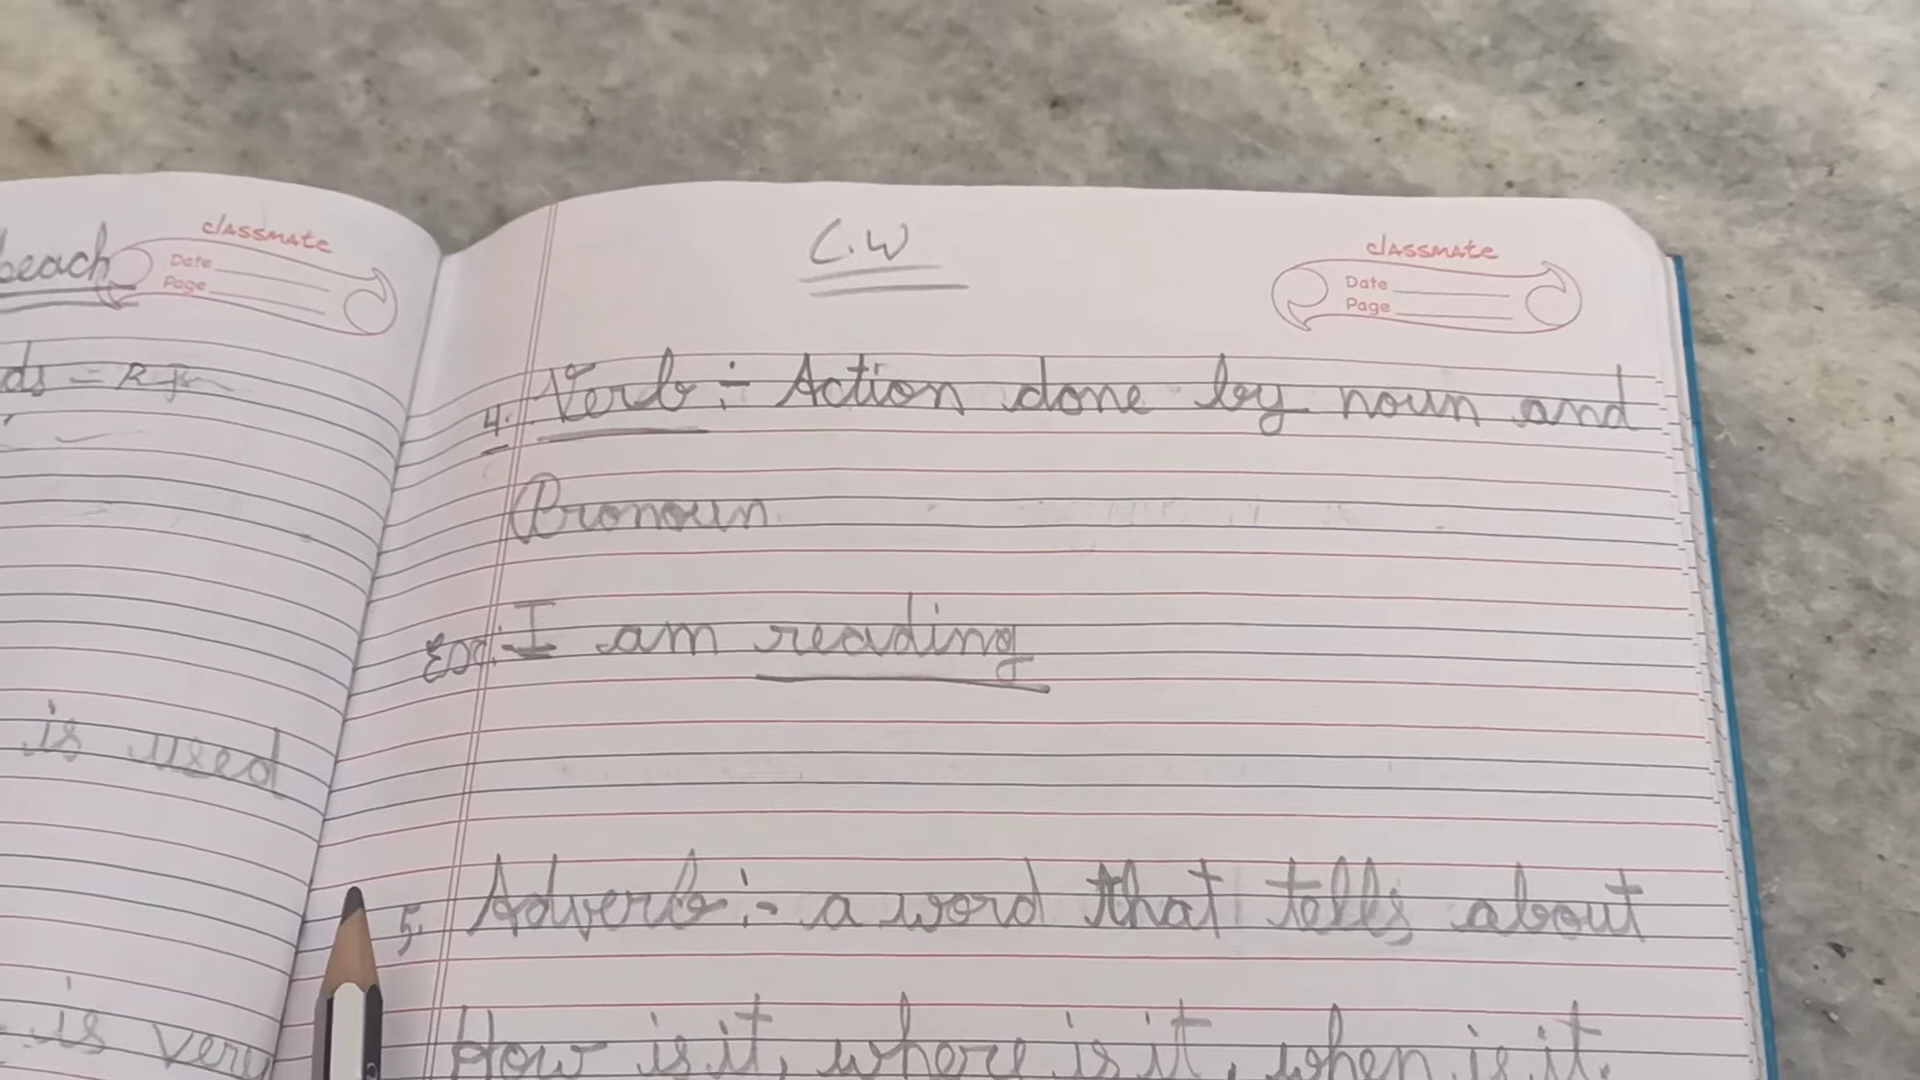 beach
classmate
Date
Page
ds =
is used
is very
C.W
classmate
Date
Page
4. Verb :- Action done by noun and
Pronoun
I am reading
5. Adverb :- a word that tells about
How is it, where is it, when is it.